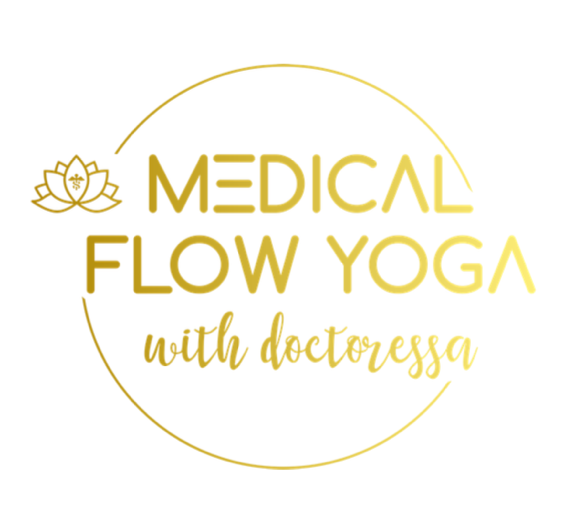 MEDICAL
FLOW YOGA
with doctoressa